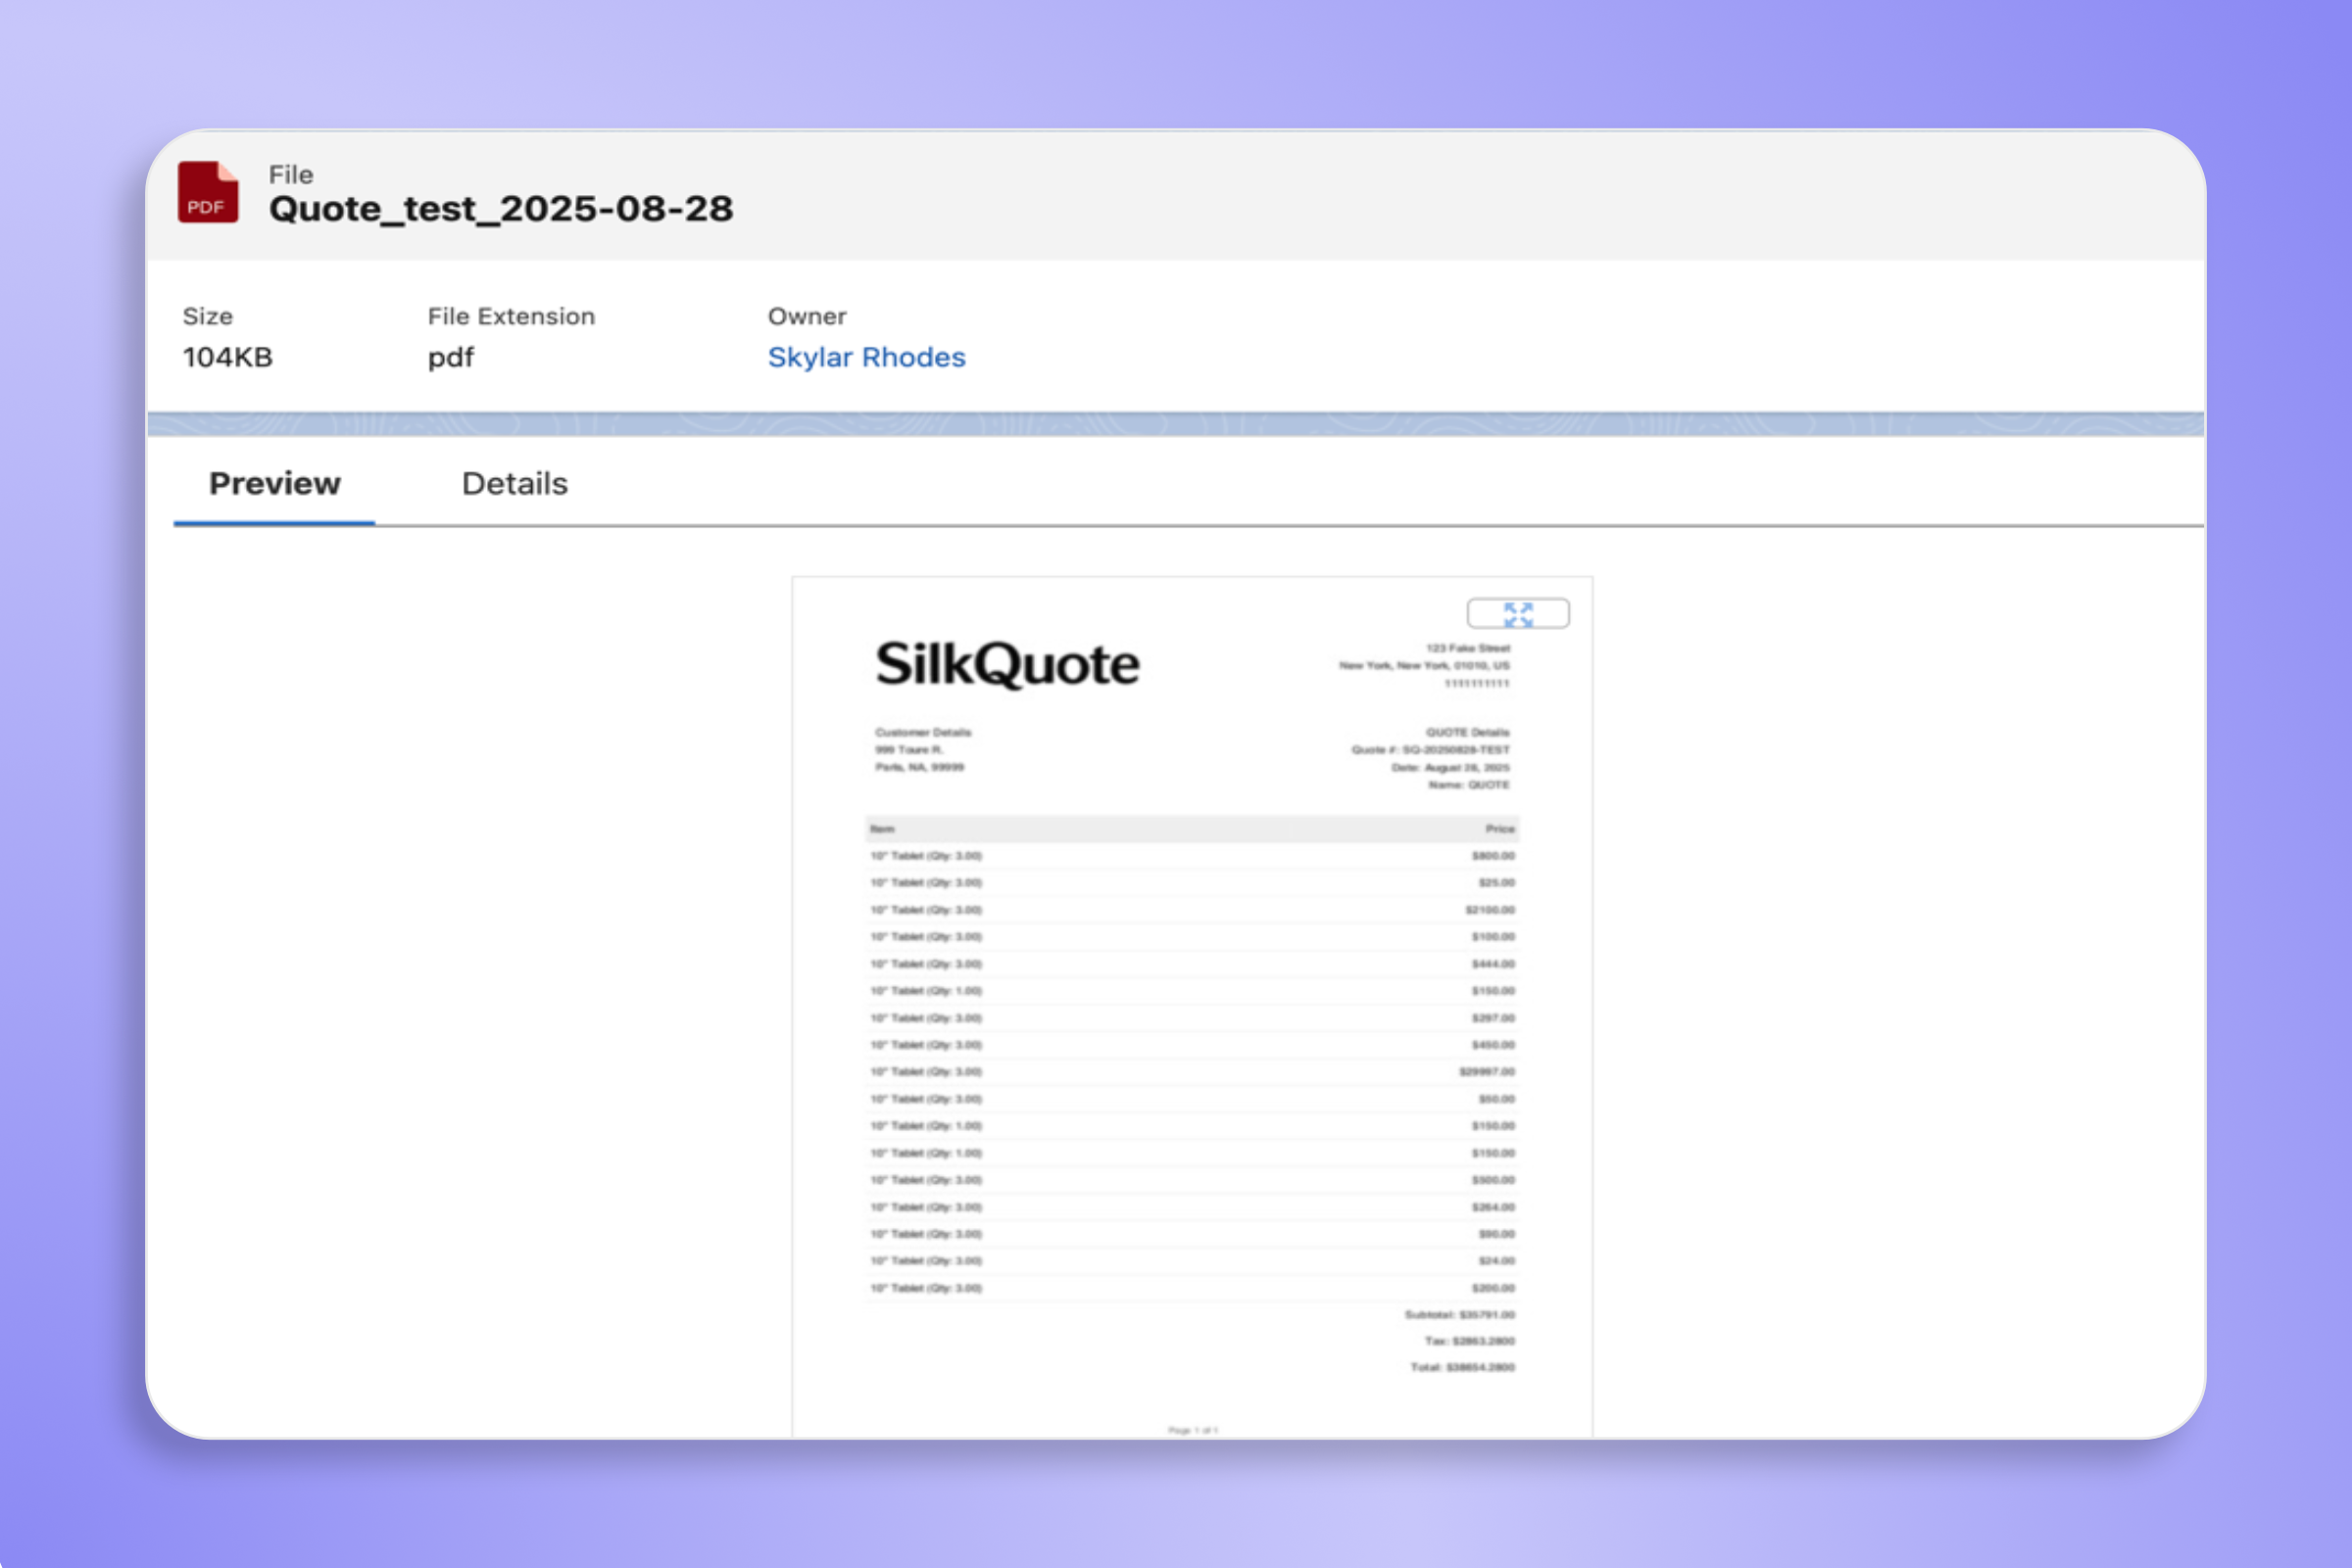 PDF
File
Quote_test_2025-08-28
Size File Extension Owner
104KB pdf Skylar Rhodes
Preview Details
SilkQuote
123 Fake Street
New York, New York, 01010, US
1111111111
Customer Details
999 Toure R.
Paris, NA, 99999
QUOTE Details
Quote #: SQ-20250828-TEST
Date: August 28, 2025
Name: QUOTE
Item Price
10" Tablet (Qty: 3.00) $800.00
10" Tablet (Qty: 3.00) $25.00
10" Tablet (Qty: 3.00) $2100.00
10" Tablet (Qty: 3.00) $100.00
10" Tablet (Qty: 3.00) $444.00
10" Tablet (Qty: 1.00) $150.00
10" Tablet (Qty: 3.00) $297.00
10" Tablet (Qty: 3.00) $450.00
10" Tablet (Qty: 3.00) $29997.00
10" Tablet (Qty: 3.00) $50.00
10" Tablet (Qty: 1.00) $150.00
10" Tablet (Qty: 1.00) $150.00
10" Tablet (Qty: 3.00) $500.00
10" Tablet (Qty: 3.00) $264.00
10" Tablet (Qty: 3.00) $90.00
10" Tablet (Qty: 3.00) $24.00
10" Tablet (Qty: 3.00) $200.00
Subtotal: $35791.00
Tax: $2863.2800
Total: $38654.2800
Page 1 of 1